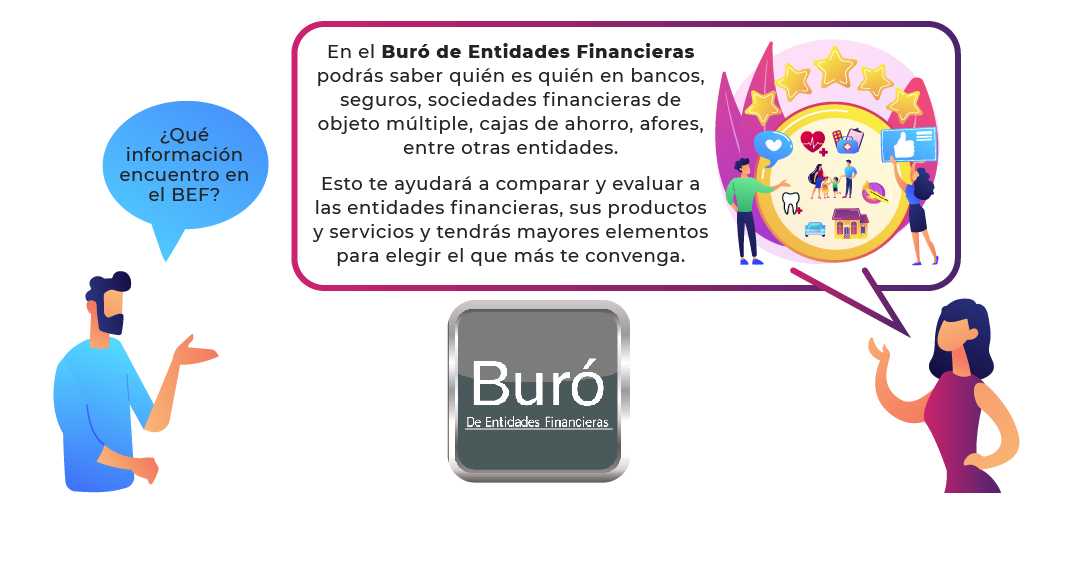 ¿Qué
información
encuentro en
el BEF?
En el Buró de Entidades Financieras
podrás saber quién es quién en bancos,
seguros, sociedades financieras de
objeto múltiple, cajas de ahorro, afores,
entre otras entidades.
Esto te ayudará a comparar y evaluar a
las entidades financieras, sus productos
y servicios y tendrás mayores elementos
para elegir el que más te convenga.
Buró
De Entidades Financieras